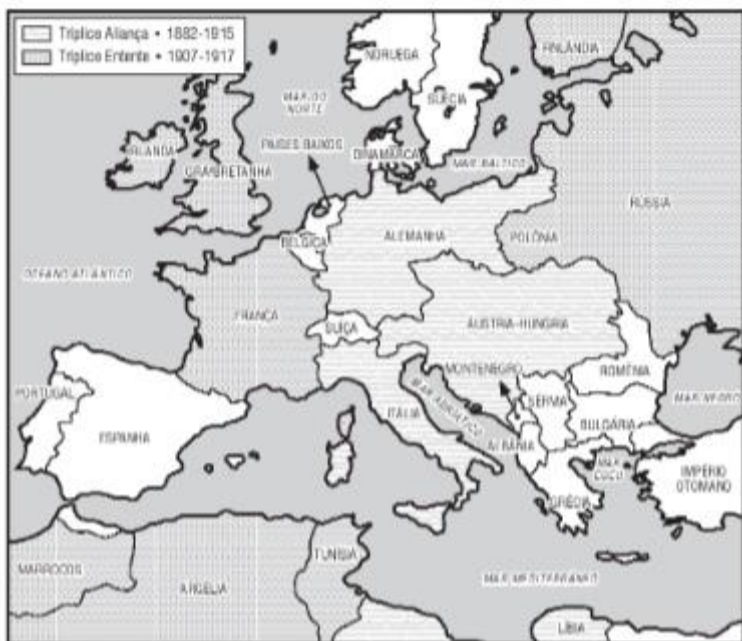 Tríplice Aliança • 1882-1915
Tríplice Entente • 1907-1917
NORUEGA
FINLÂNDIA
SUÉCIA
MAR DO
NORTE
IRLANDA
PAÍSES BAIXOS
DINAMARCA
MAR BÁLTICO
GRÃ-BRETANHA
RÚSSIA
BÉLGICA
ALEMANHA
POLÔNIA
OCEANO ATLÂNTICO
FRANÇA
SUÍÇA
ÁUSTRIA-HUNGRIA
MONTENEGRO
ROMÊNIA
PORTUGAL
ESPANHA
ITÁLIA
MAR ADRIÁTICO
SÉRVIA
MAR NEGRO
BULGÁRIA
ALBÂNIA
MAR
EGEU
IMPÉRIO
OTOMANO
GRÉCIA
MARROCOS
ARGÉLIA
TUNÍSIA
MAR MEDITERRÂNEO
LÍBIA